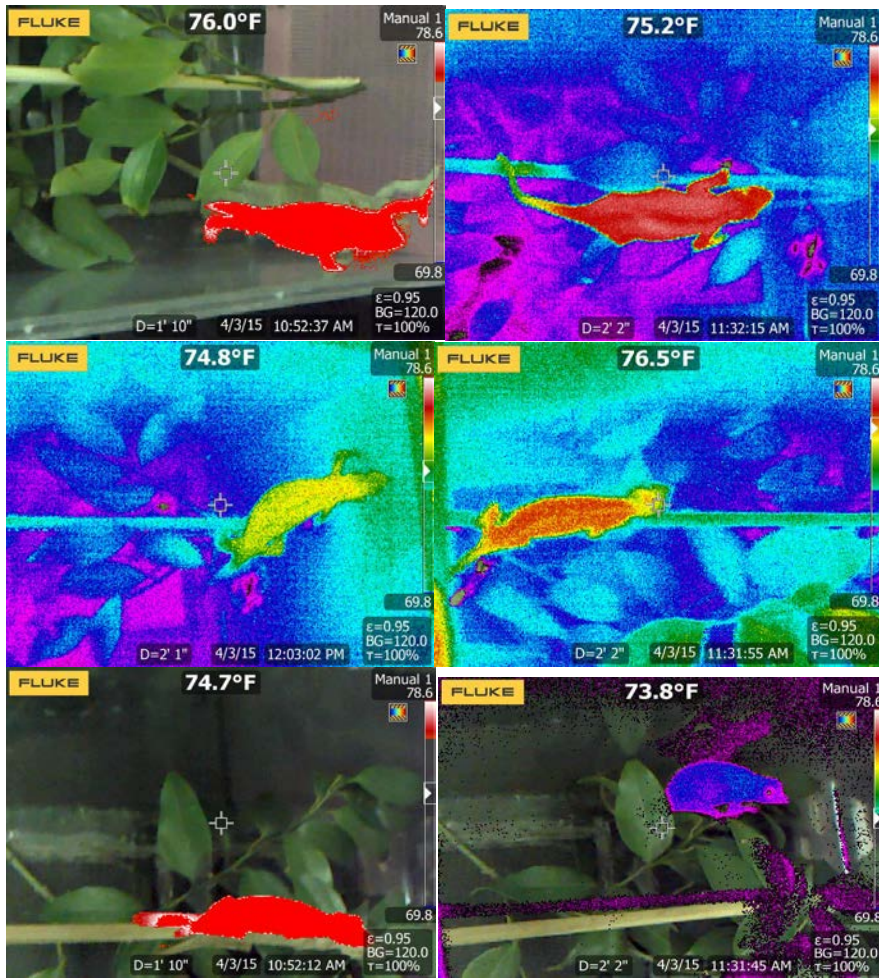 FLUKE 76.0°F Manual 1
78.6
69.8
ε=0.95
BG=120.0
D=1' 10" 4/3/15 10:52:37 AM τ=100%
FLUKE 75.2°F Manual 1
78.6
69.8
ε=0.95
BG=120.0
D=2' 2" 4/3/15 11:32:15 AM τ=100%
FLUKE 74.8°F Manual 1
78.6
69.8
ε=0.95
BG=120.0
D=2' 1" 4/3/15 12:03:02 PM τ=100%
76.5°F Manual 1
78.6
69.8
ε=0.95
BG=120.0
D=2' 2" 4/3/15 11:31:55 AM τ=100%
FLUKE 74.7°F Manual 1
78.6
69.8
ε=0.95
BG=120.0
D=1' 10" 4/3/15 10:52:12 AM τ=100%
FLUKE 73.8°F Manual 1
78.6
69.8
ε=0.95
BG=120.0
D=2' 2" 4/3/15 11:31:45 AM τ=100%